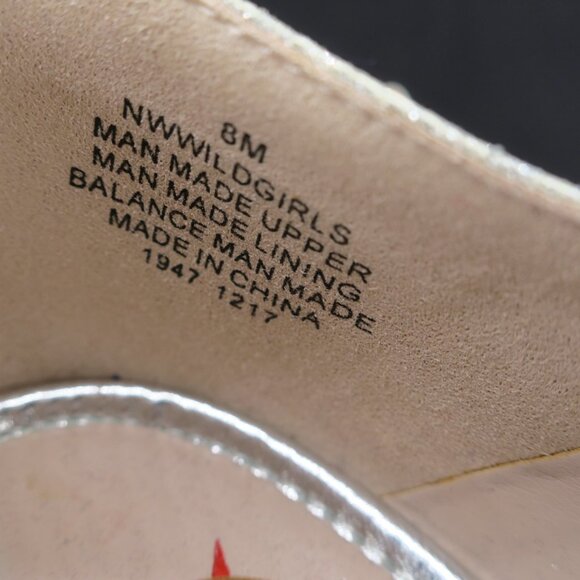 8M
NWWILDGIRLS
MAN MADE UPPER
MAN MADE LINING
BALANCE MAN MADE
MADE IN CHINA
1947 1217